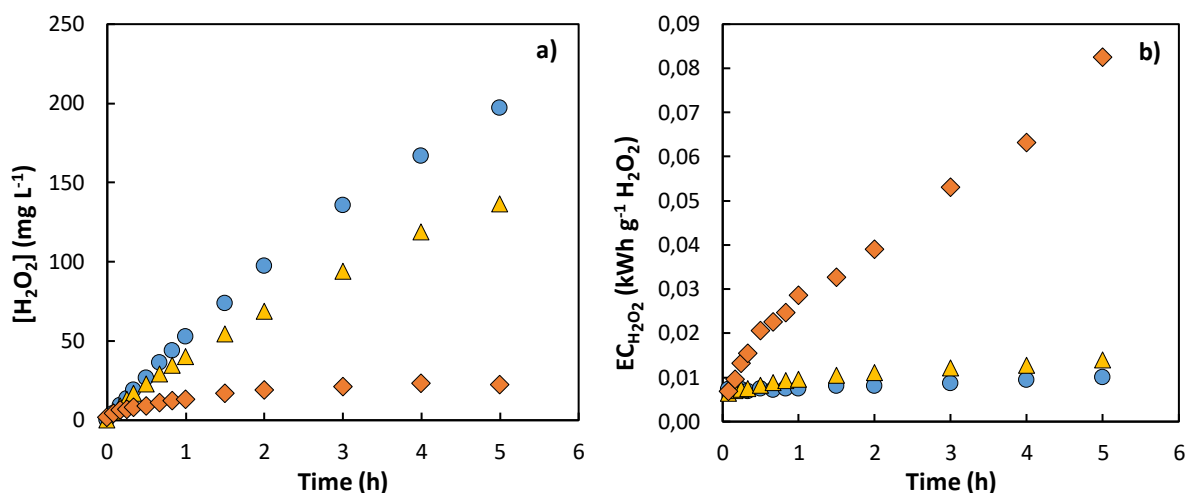 a)
[H₂O₂] (mg L⁻¹)
250
200
150
100
50
0
0 1 2 3 4 5 6
Time (h)
b)
EC_H₂O₂ (kWh g⁻¹ H₂O₂)
0,09
0,08
0,07
0,06
0,05
0,04
0,03
0,02
0,01
0,00
0 1 2 3 4 5 6
Time (h)